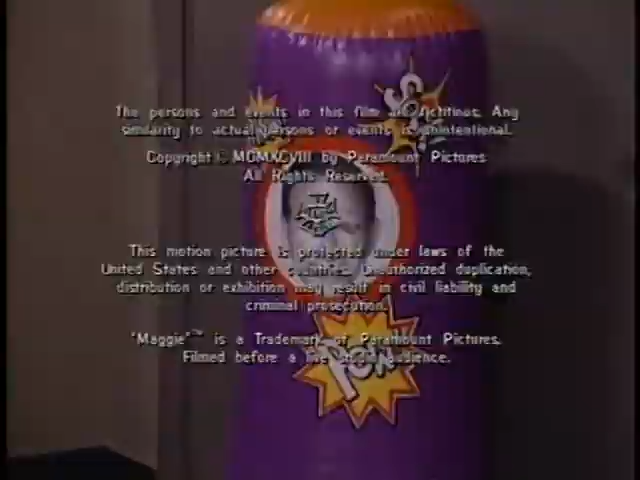 The persons and events in this film are fictitious. Any
similarity to actual persons or events is unintentional.
Copyright © MCMXCVIII by Paramount Pictures
All Rights Reserved.
This motion picture is protected under laws of the
United States and other countries. Unauthorized duplication,
distribution or exhibition may result in civil liability and
criminal prosecution.
"Maggie"™ is a Trademark of Paramount Pictures.
Filmed before a live studio audience.
POW